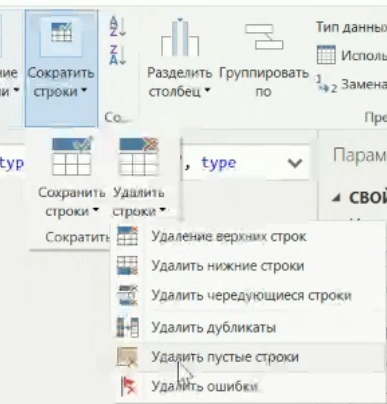 Тип данных
Сократить
строки
Разделить
столбец
Группировать
по
Исполь
Замена
Со...
Пре
typ
, type
Парам
Сохранить
строки
Удалить
строки
СВОЙ
Сократить
Удаление верхних строк
Удалить нижние строки
Удалить чередующиеся строки
Удалить дубликаты
Удалить пустые строки
Удалить ошибки